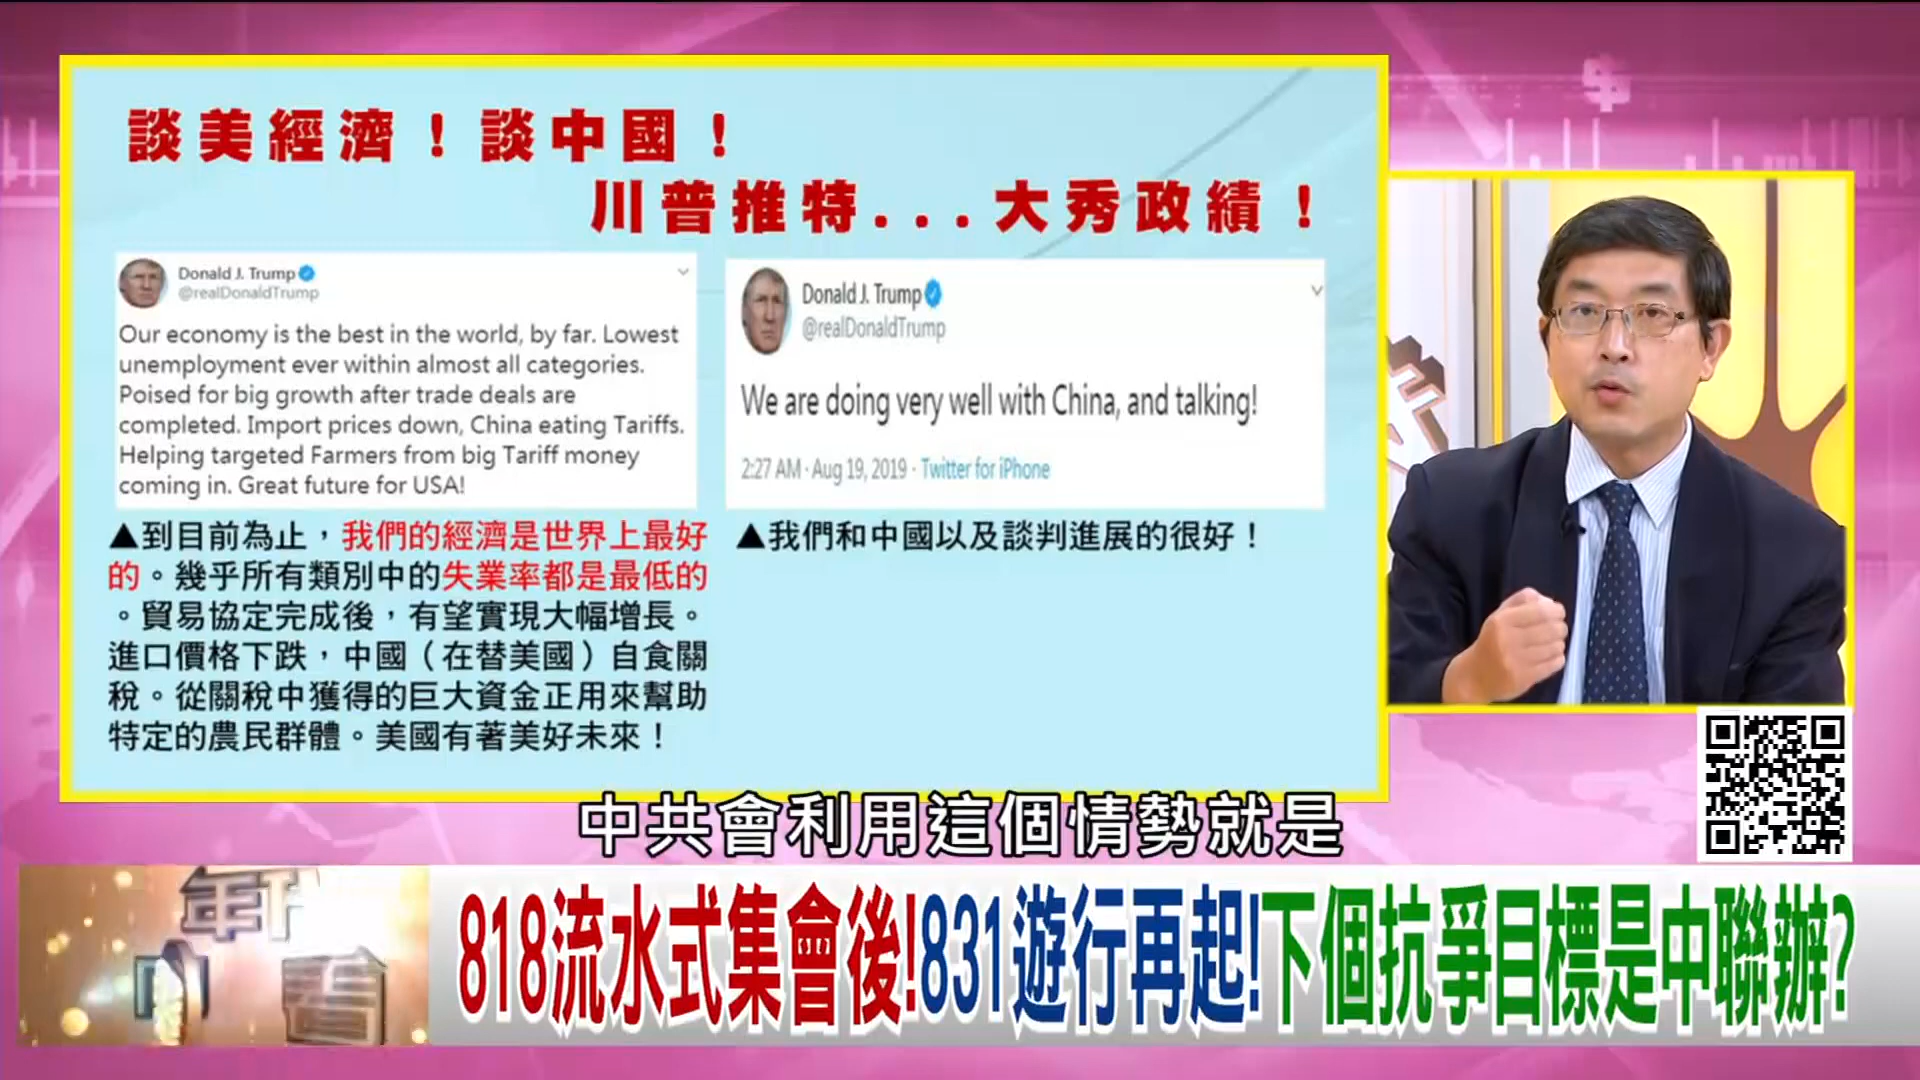 談美經濟！談中國！
川普推特...大秀政績！
Donald J. Trump
@realDonaldTrump
Our economy is the best in the world, by far. Lowest
unemployment ever within almost all categories.
Poised for big growth after trade deals are
completed. Import prices down, China eating Tariffs.
Helping targeted Farmers from big Tariff money
coming in. Great future for USA!
▲到目前為止，我們的經濟是世界上最好
的。幾乎所有類別中的失業率都是最低的
。貿易協定完成後，有望實現大幅增長。
進口價格下跌，中國（在替美國）自食關
稅。從關稅中獲得的巨大資金正用來幫助
特定的農民群體。美國有著美好未來！
Donald J. Trump
@realDonaldTrump
We are doing very well with China, and talking!
2:27 AM · Aug 19, 2019 · Twitter for iPhone
▲我們和中國以及談判進展的很好！
中共會利用這個情勢就是
818流水式集會後!831遊行再起!下個抗爭目標是中聯辦?